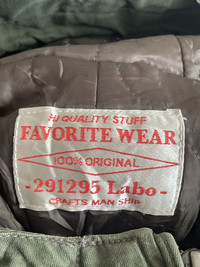 Hi QUALITY STUFF
FAVORITE WEAR
100% ORIGINAL
-291295 Labo-
CRAFTS MAN SHIP